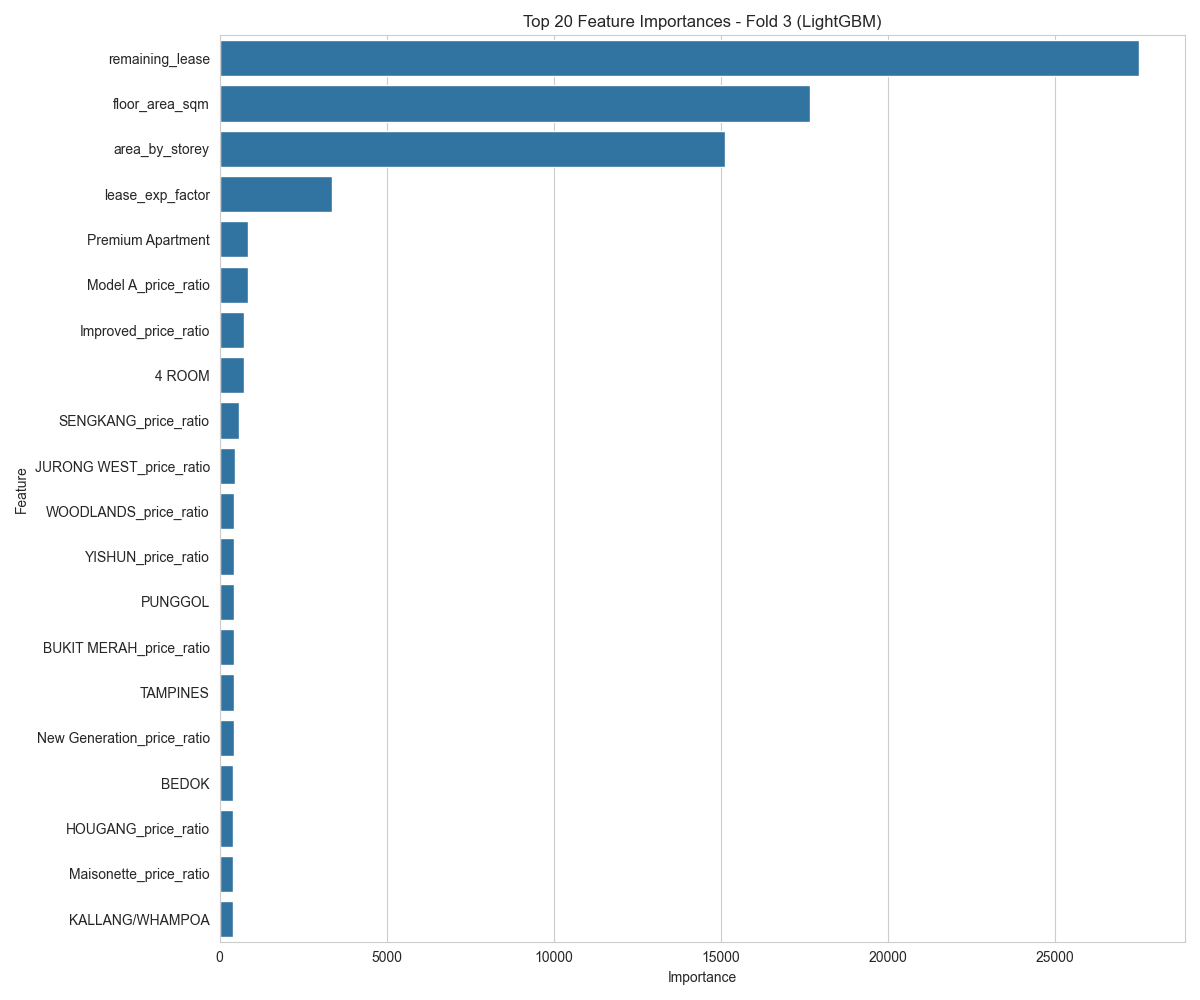 Top 20 Feature Importances - Fold 3 (LightGBM)
remaining_lease
floor_area_sqm
area_by_storey
lease_exp_factor
Premium Apartment
Model A_price_ratio
Improved_price_ratio
4 ROOM
SENGKANG_price_ratio
JURONG WEST_price_ratio
WOODLANDS_price_ratio
YISHUN_price_ratio
PUNGGOL
BUKIT MERAH_price_ratio
TAMPINES
New Generation_price_ratio
BEDOK
HOUGANG_price_ratio
Maisonette_price_ratio
KALLANG/WHAMPOA
Feature
0 5000 10000 15000 20000 25000
Importance